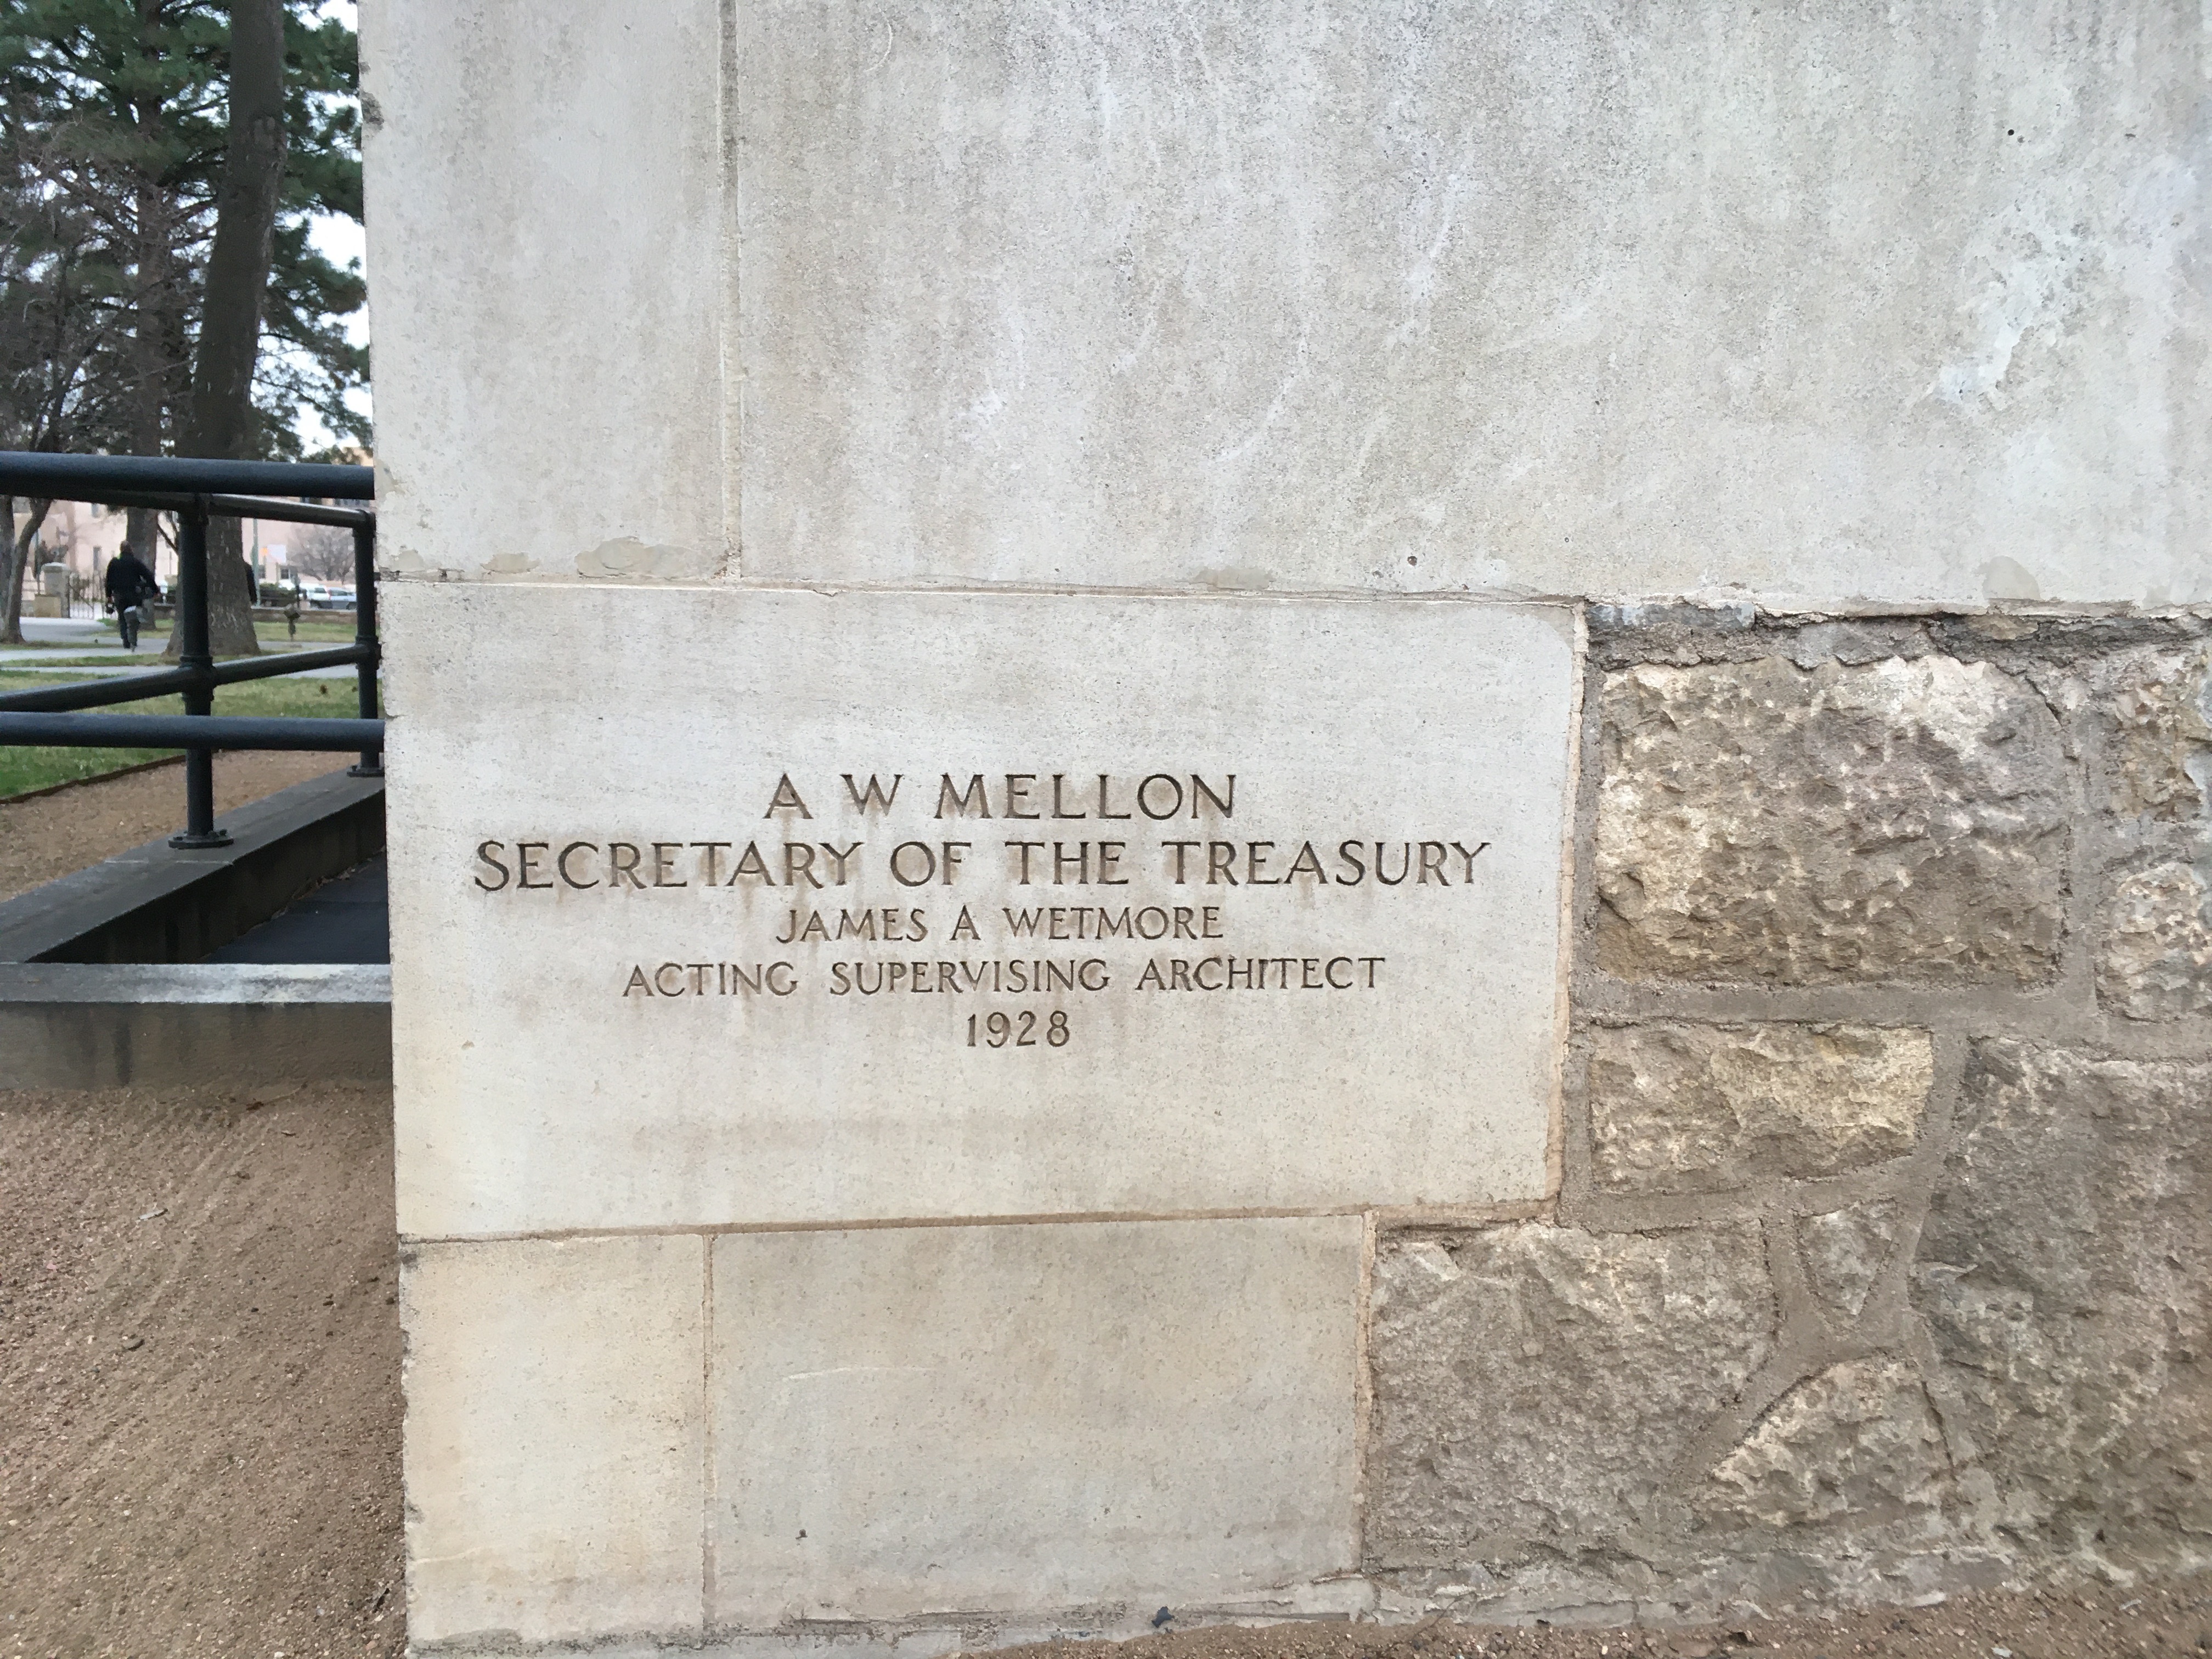 A W MELLON
SECRETARY OF THE TREASURY
JAMES A WETMORE
ACTING SUPERVISING ARCHITECT
1928